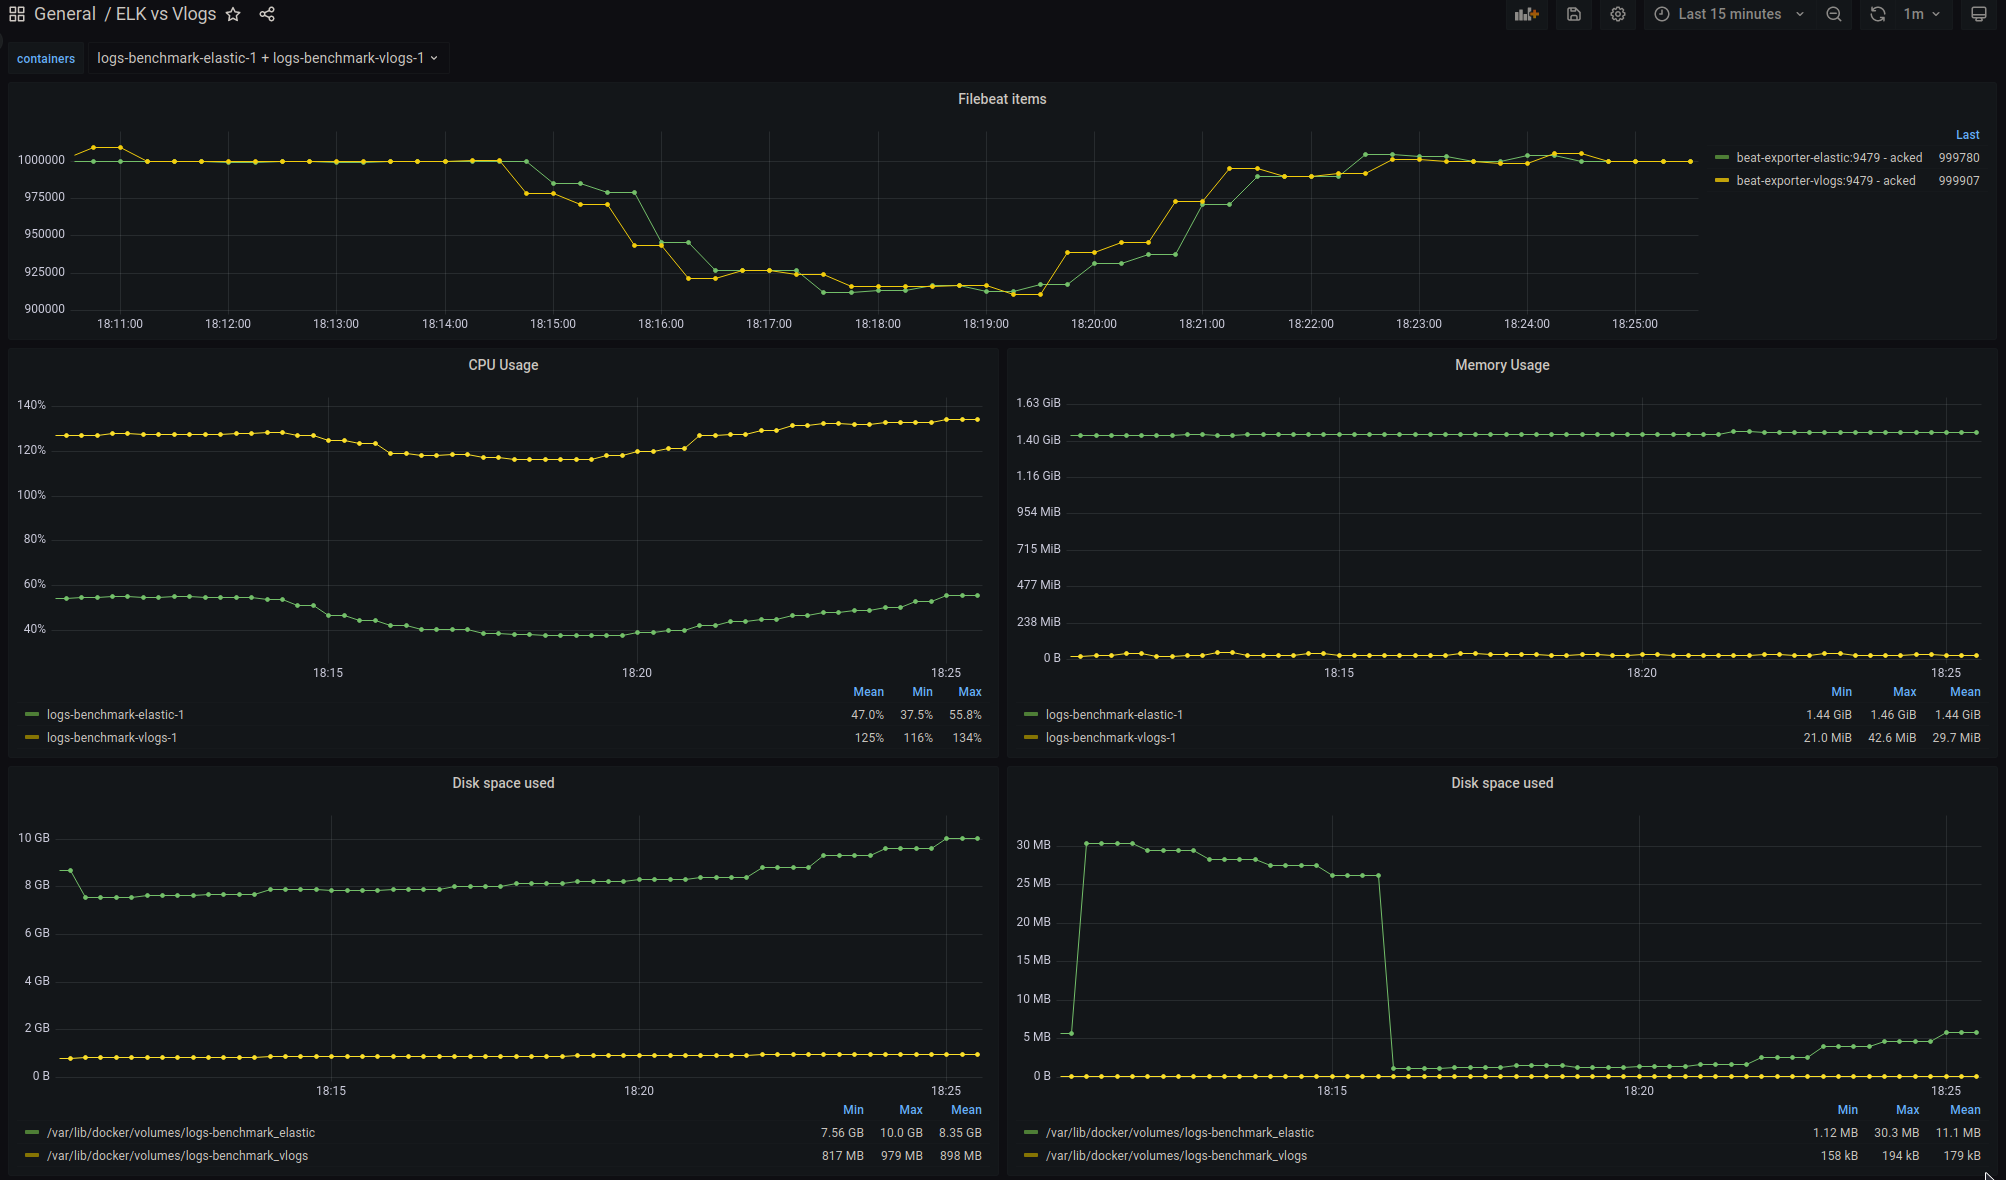 General / ELK vs Vlogs
Last 15 minutes
1m
containers
logs-benchmark-elastic-1 + logs-benchmark-vlogs-1
Filebeat items
1000000
975000
950000
925000
900000
18:11:00 18:12:00 18:13:00 18:14:00 18:15:00 18:16:00 18:17:00 18:18:00 18:19:00 18:20:00 18:21:00 18:22:00 18:23:00 18:24:00 18:25:00
Last
beat-exporter-elastic:9479 - acked 999780
beat-exporter-vlogs:9479 - acked 999907
CPU Usage
140%
120%
100%
80%
60%
40%
18:15 18:20 18:25
Mean Min Max
logs-benchmark-elastic-1 47.0% 37.5% 55.8%
logs-benchmark-vlogs-1 125% 116% 134%
Memory Usage
1.63 GiB
1.40 GiB
1.16 GiB
954 MiB
715 MiB
477 MiB
238 MiB
0 B
18:15 18:20 18:25
Min Max Mean
logs-benchmark-elastic-1 1.44 GiB 1.46 GiB 1.44 GiB
logs-benchmark-vlogs-1 21.0 MiB 42.6 MiB 29.7 MiB
Disk space used
10 GB
8 GB
6 GB
4 GB
2 GB
0 B
18:15 18:20 18:25
Min Max Mean
/var/lib/docker/volumes/logs-benchmark_elastic 7.56 GB 10.0 GB 8.35 GB
/var/lib/docker/volumes/logs-benchmark_vlogs 817 MB 979 MB 898 MB
Disk space used
30 MB
25 MB
20 MB
15 MB
10 MB
5 MB
0 B
18:15 18:20 18:25
Min Max Mean
/var/lib/docker/volumes/logs-benchmark_elastic 1.12 MB 30.3 MB 11.1 MB
/var/lib/docker/volumes/logs-benchmark_vlogs 158 kB 194 kB 179 kB